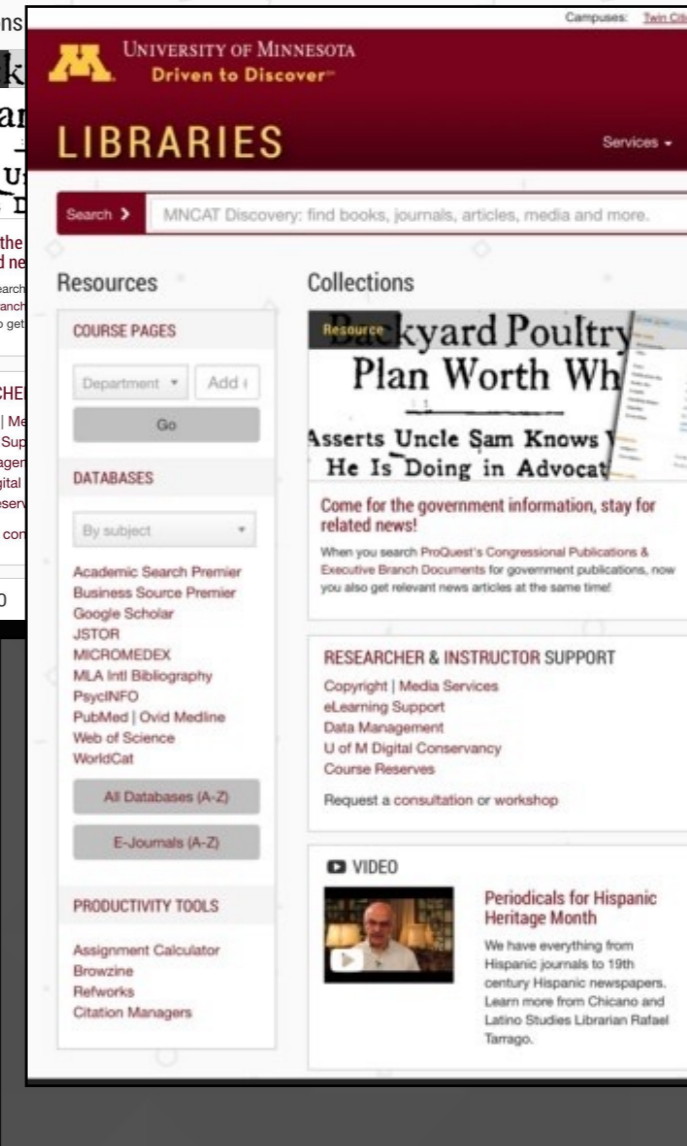 ons
Campuses:
UNIVERSITY OF MINNESOTA
Driven to Discover
LIBRARIES
Services
Search
MNCAT Discovery: find books, journals, articles, media and more.
Resources
COURSE PAGES
Department
Add
Go
DATABASES
By subject
Academic Search Premier
Business Source Premier
Google Scholar
JSTOR
MICROMEDEX
MLA Intl Bibliography
PsycINFO
PubMed | Ovid Medline
Web of Science
WorldCat
All Databases (A-Z)
E-Journals (A-Z)
PRODUCTIVITY TOOLS
Assignment Calculator
Browzine
Refworks
Citation Managers
Collections
Resource
kyard Poultry
Plan Worth Wh
Asserts Uncle Sam Knows
He Is Doing in Advocat
Come for the government information, stay for
related news!
When you search ProQuest's Congressional Publications &
Executive Branch Documents for government publications, now
you also get relevant news articles at the same time!
RESEARCHER & INSTRUCTOR SUPPORT
Copyright | Media Services
eLearning Support
Data Management
U of M Digital Conservancy
Course Reserves
Request a consultation or workshop
VIDEO
Periodicals for Hispanic
Heritage Month
We have everything from
Hispanic journals to 19th
century Hispanic newspapers.
Learn more from Chicano and
Latino Studies Librarian Rafael
Tarrago.